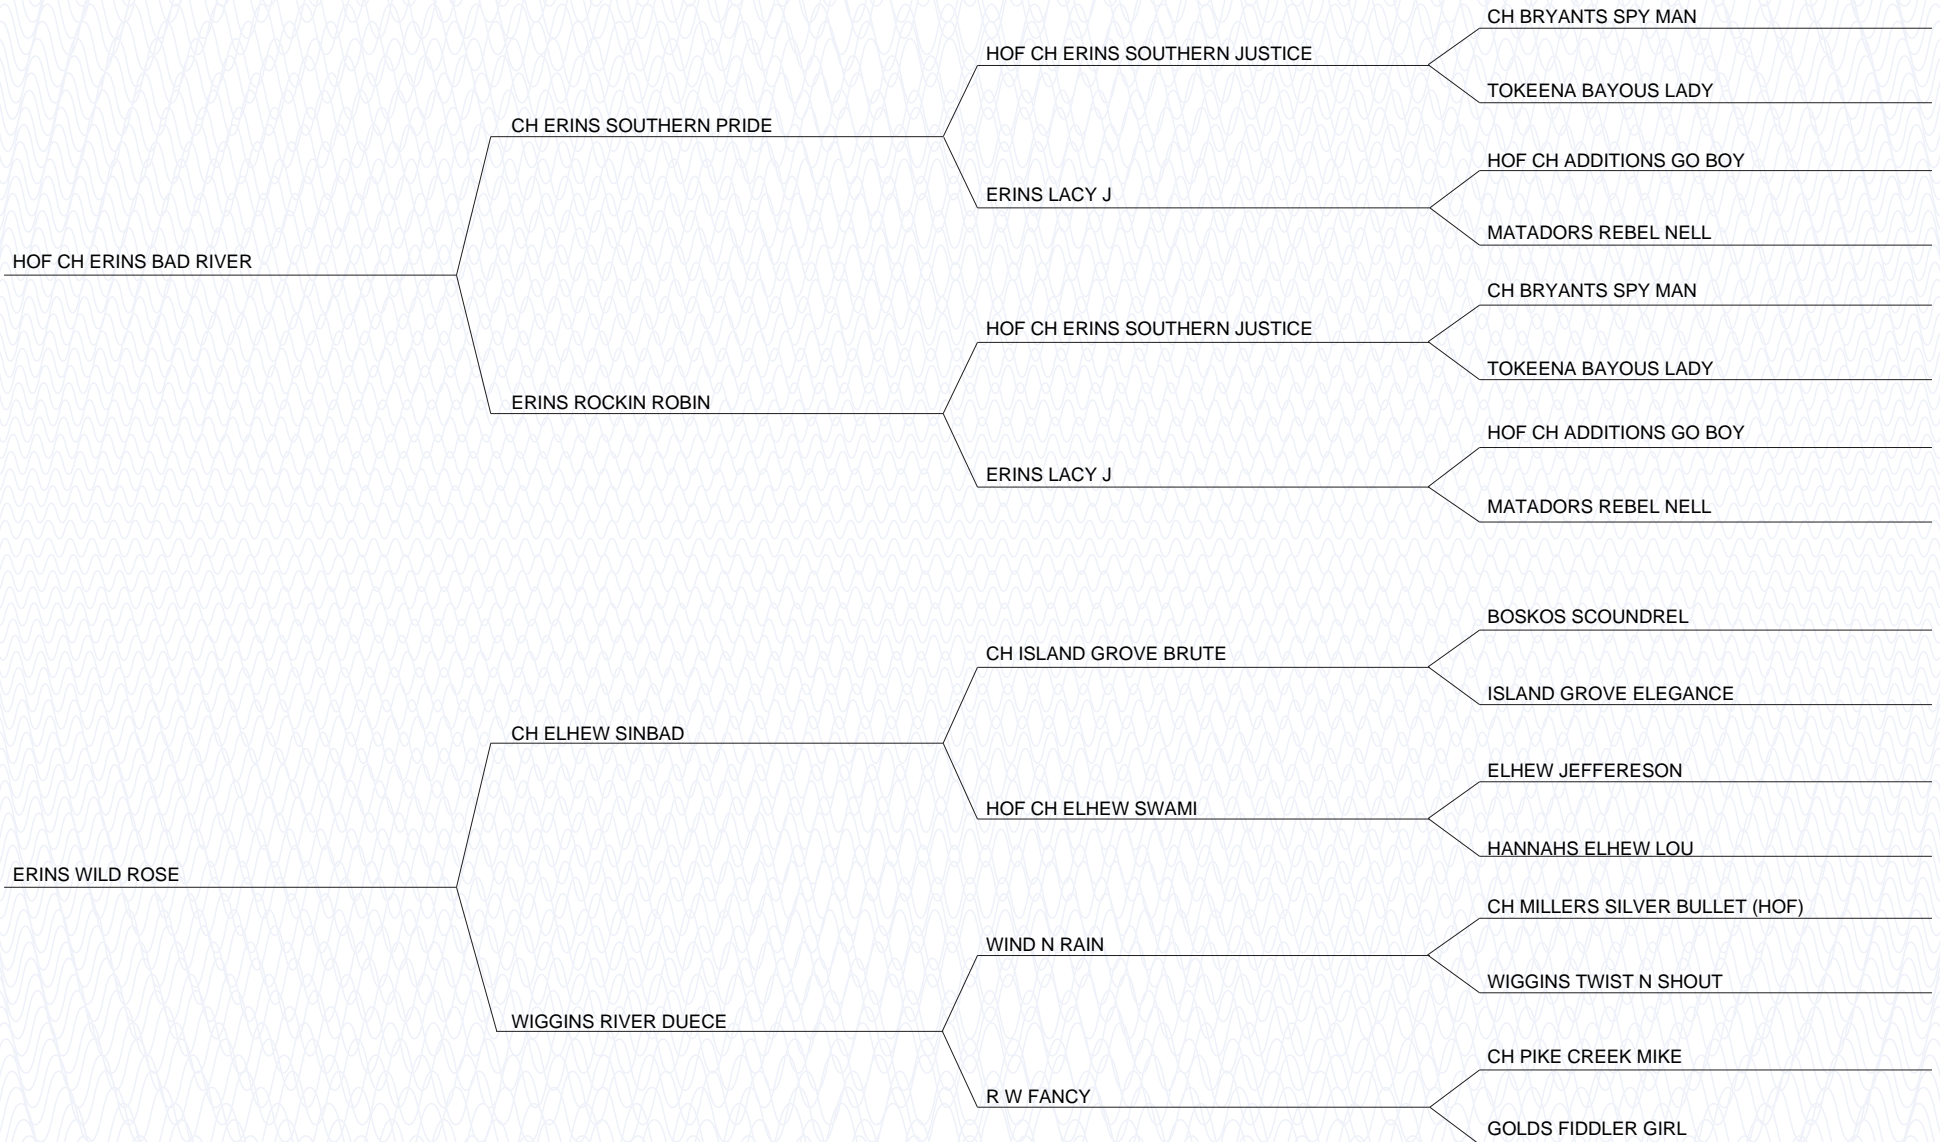 CH BRYANTS SPY MAN
HOF CH ERINS SOUTHERN JUSTICE
TOKEENA BAYOUS LADY
CH ERINS SOUTHERN PRIDE
HOF CH ADDITIONS GO BOY
ERINS LACY J
MATADORS REBEL NELL
HOF CH ERINS BAD RIVER
CH BRYANTS SPY MAN
HOF CH ERINS SOUTHERN JUSTICE
TOKEENA BAYOUS LADY
ERINS ROCKIN ROBIN
HOF CH ADDITIONS GO BOY
ERINS LACY J
MATADORS REBEL NELL
BOSKOS SCOUNDREL
CH ISLAND GROVE BRUTE
ISLAND GROVE ELEGANCE
CH ELHEW SINBAD
ELHEW JEFFERESON
HOF CH ELHEW SWAMI
HANNAHS ELHEW LOU
ERINS WILD ROSE
CH MILLERS SILVER BULLET (HOF)
WIND N RAIN
WIGGINS TWIST N SHOUT
WIGGINS RIVER DUECE
CH PIKE CREEK MIKE
R W FANCY
GOLDS FIDDLER GIRL